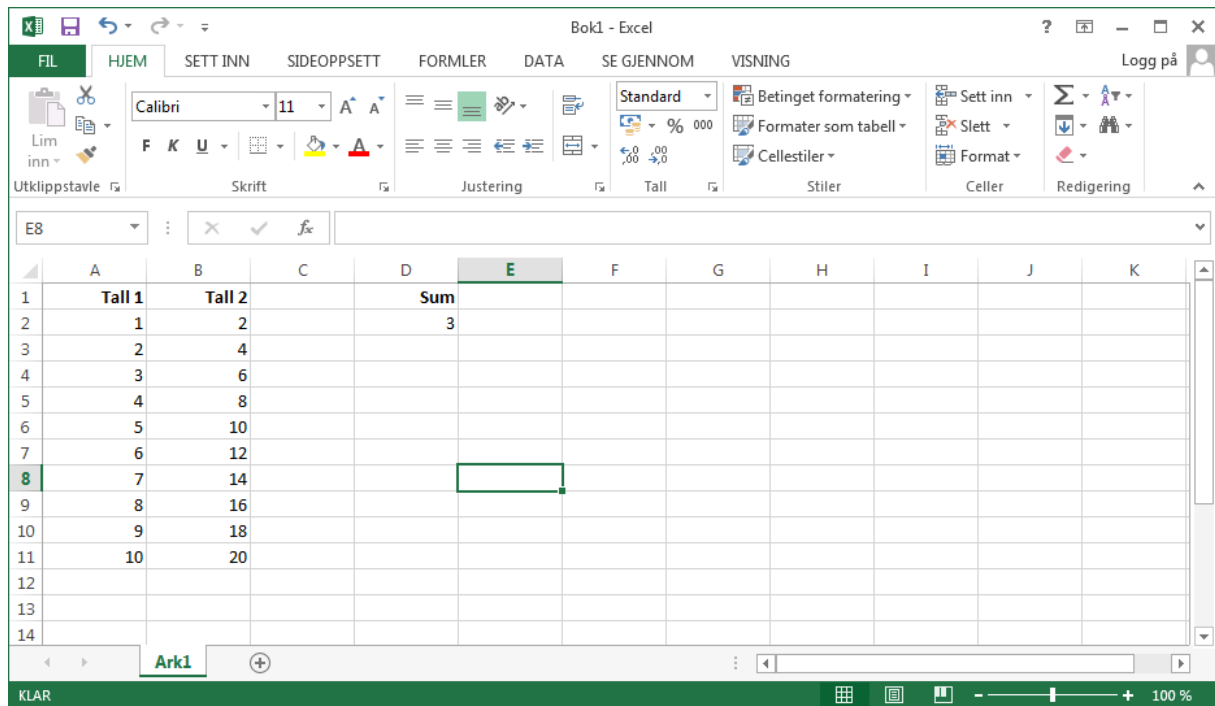 Bok1 - Excel
FIL HJEM SETT INN SIDEOPPSETT FORMLER DATA SE GJENNOM VISNING Logg på
Calibri 11 Standard Betinget formatering Sett inn
Lim inn F K U % 000 Formater som tabell Slett
Cellestiler Format
Utklippstavle Skrift Justering Tall Stiler Celler Redigering
E8 fx
A B C D E F G H I J K
1 Tall 1 Tall 2 Sum
2 1 2 3
3 2 4
4 3 6
5 4 8
6 5 10
7 6 12
8 7 14
9 8 16
10 9 18
11 10 20
12
13
14
Ark1
KLAR 100 %